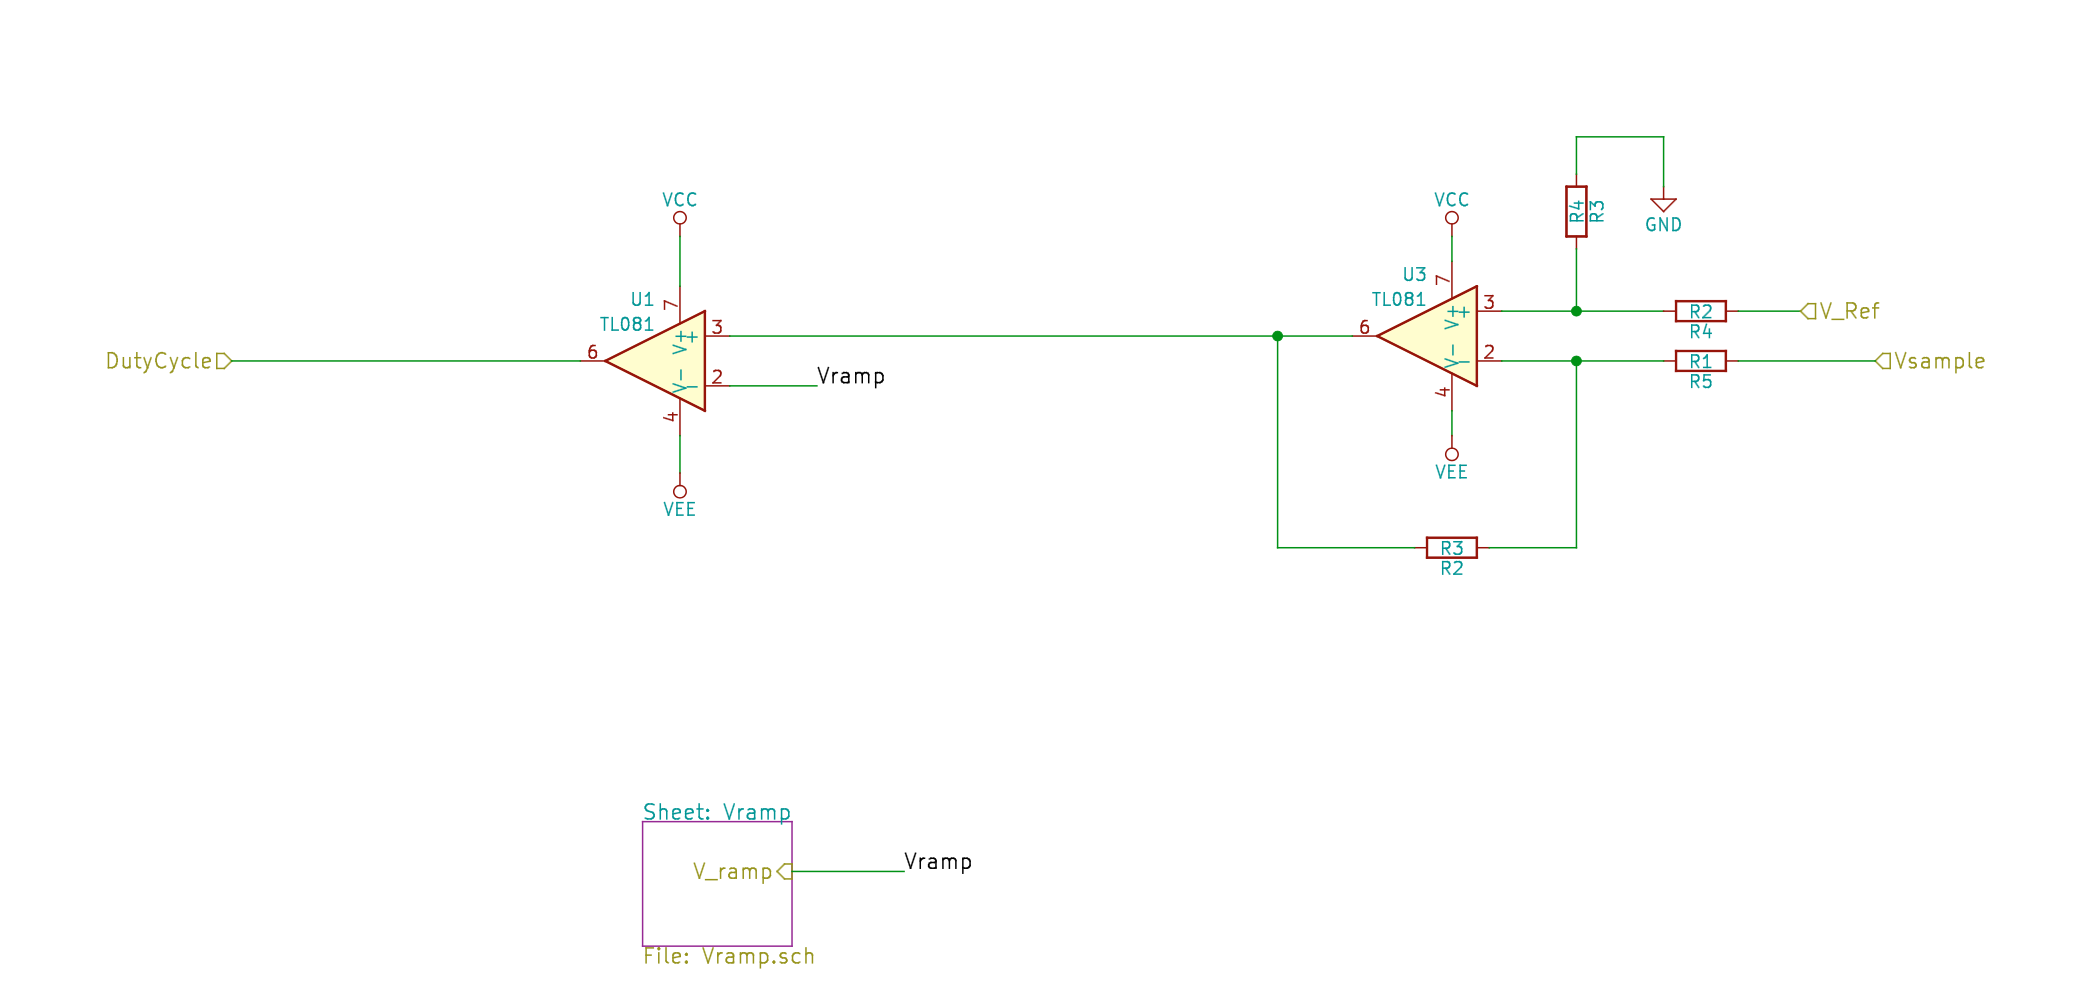 VCC
VCC
R4
R3
GND
U3
TL081
7
3
V+
+
6
V-
-
2
4
VEE
R2
R4
V_Ref
R1
R5
Vsample
U1
TL081
7
3
V+
+
DutyCycle
6
V-
-
2
Vramp
4
VEE
R3
R2
Sheet: Vramp
V_ramp
Vramp
File: Vramp.sch